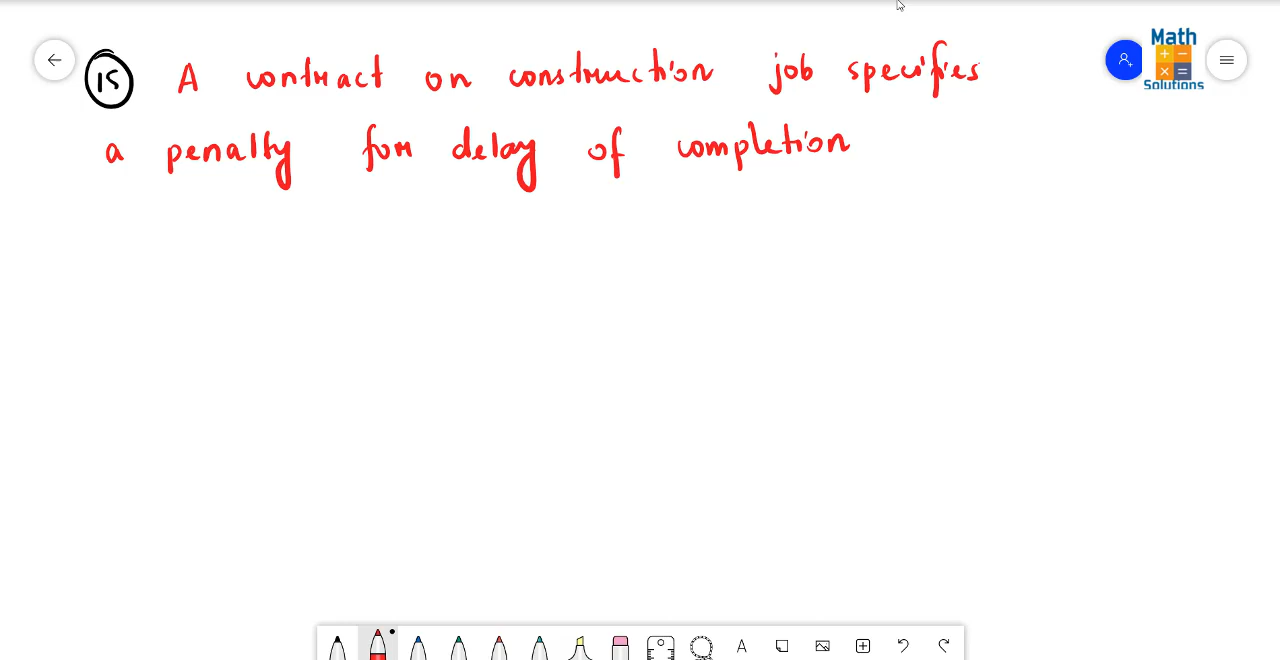 15 A contract on construction job specifies
a penalty for delay of completion
Math
+ −
× =
Solutions
A